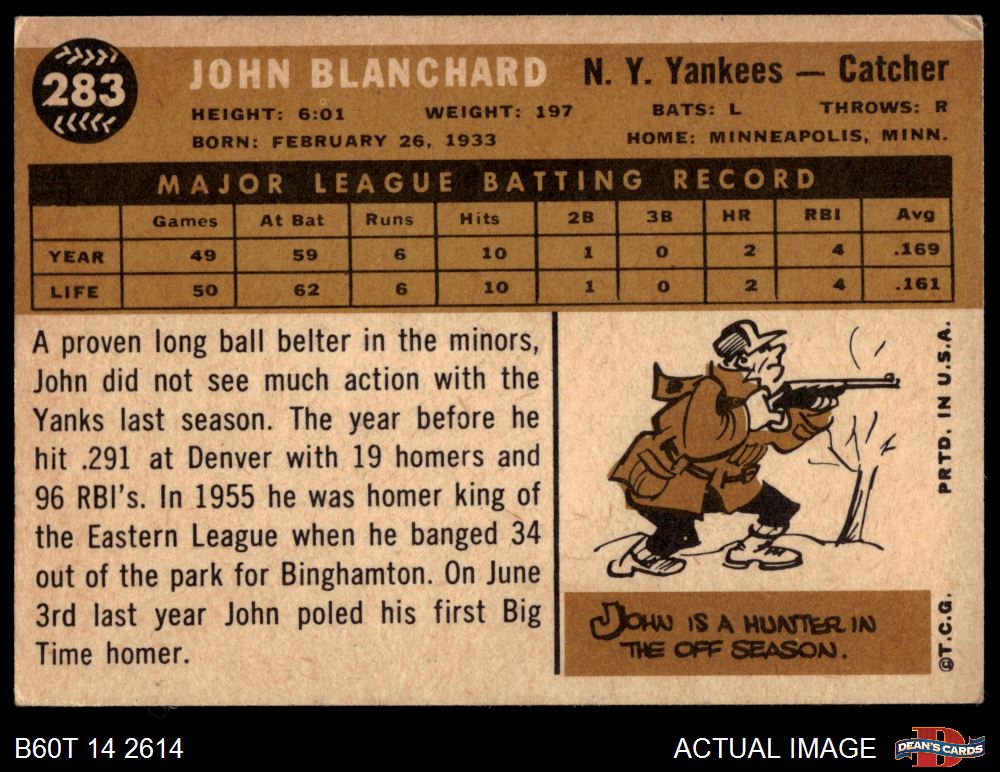 283
JOHN BLANCHARD N. Y. Yankees — Catcher
HEIGHT: 6:01 WEIGHT: 197 BATS: L THROWS: R
BORN: FEBRUARY 26, 1933 HOME: MINNEAPOLIS, MINN.
MAJOR LEAGUE BATTING RECORD
Games At Bat Runs Hits 2B 3B HR RBI Avg
YEAR 49 59 6 10 1 0 2 4 .169
LIFE 50 62 6 10 1 0 2 4 .161
A proven long ball belter in the minors,
John did not see much action with the
Yanks last season. The year before he
hit .291 at Denver with 19 homers and
96 RBI's. In 1955 he was homer king of
the Eastern League when he banged 34
out of the park for Binghamton. On June
3rd last year John poled his first Big
Time homer.
JOHN IS A HUNTER IN
THE OFF SEASON.
©T.C.G. PRTD. IN U.S.A.
B60T 14 2614 ACTUAL IMAGE
D
DEAN'S CARDS